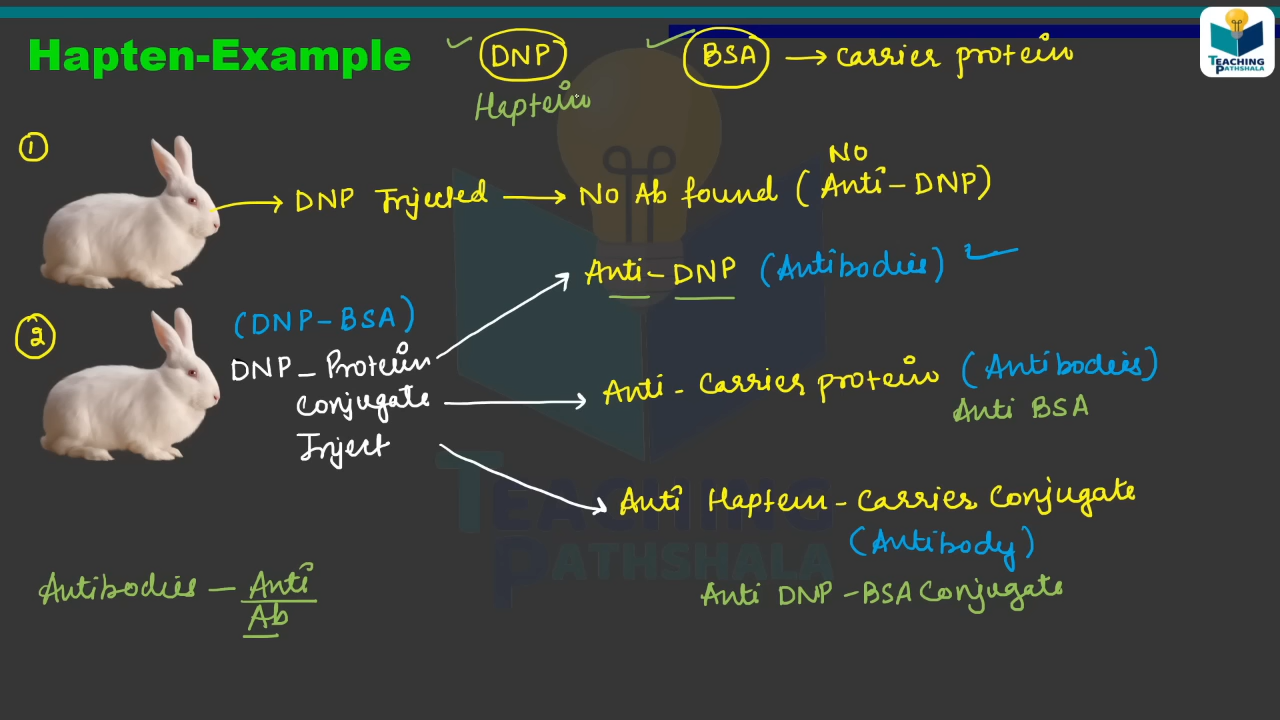 Hapten-Example
DNP
BSA → Carrier protein
Hapten
TEACHING
PATHSHALA
1
DNP Injected → No Ab found (Anti-DNP)
NO
Anti-DNP (Antibodies)
2
(DNP-BSA)
DNP-Protein
Conjugate
Inject
Anti-Carrier protein (Antibodies)
Anti BSA
Anti Hapten-Carrier Conjugate
(Antibody)
Antibodies - Anti
Ab
Anti DNP-BSA Conjugate
TEACHING
PATHSHALA